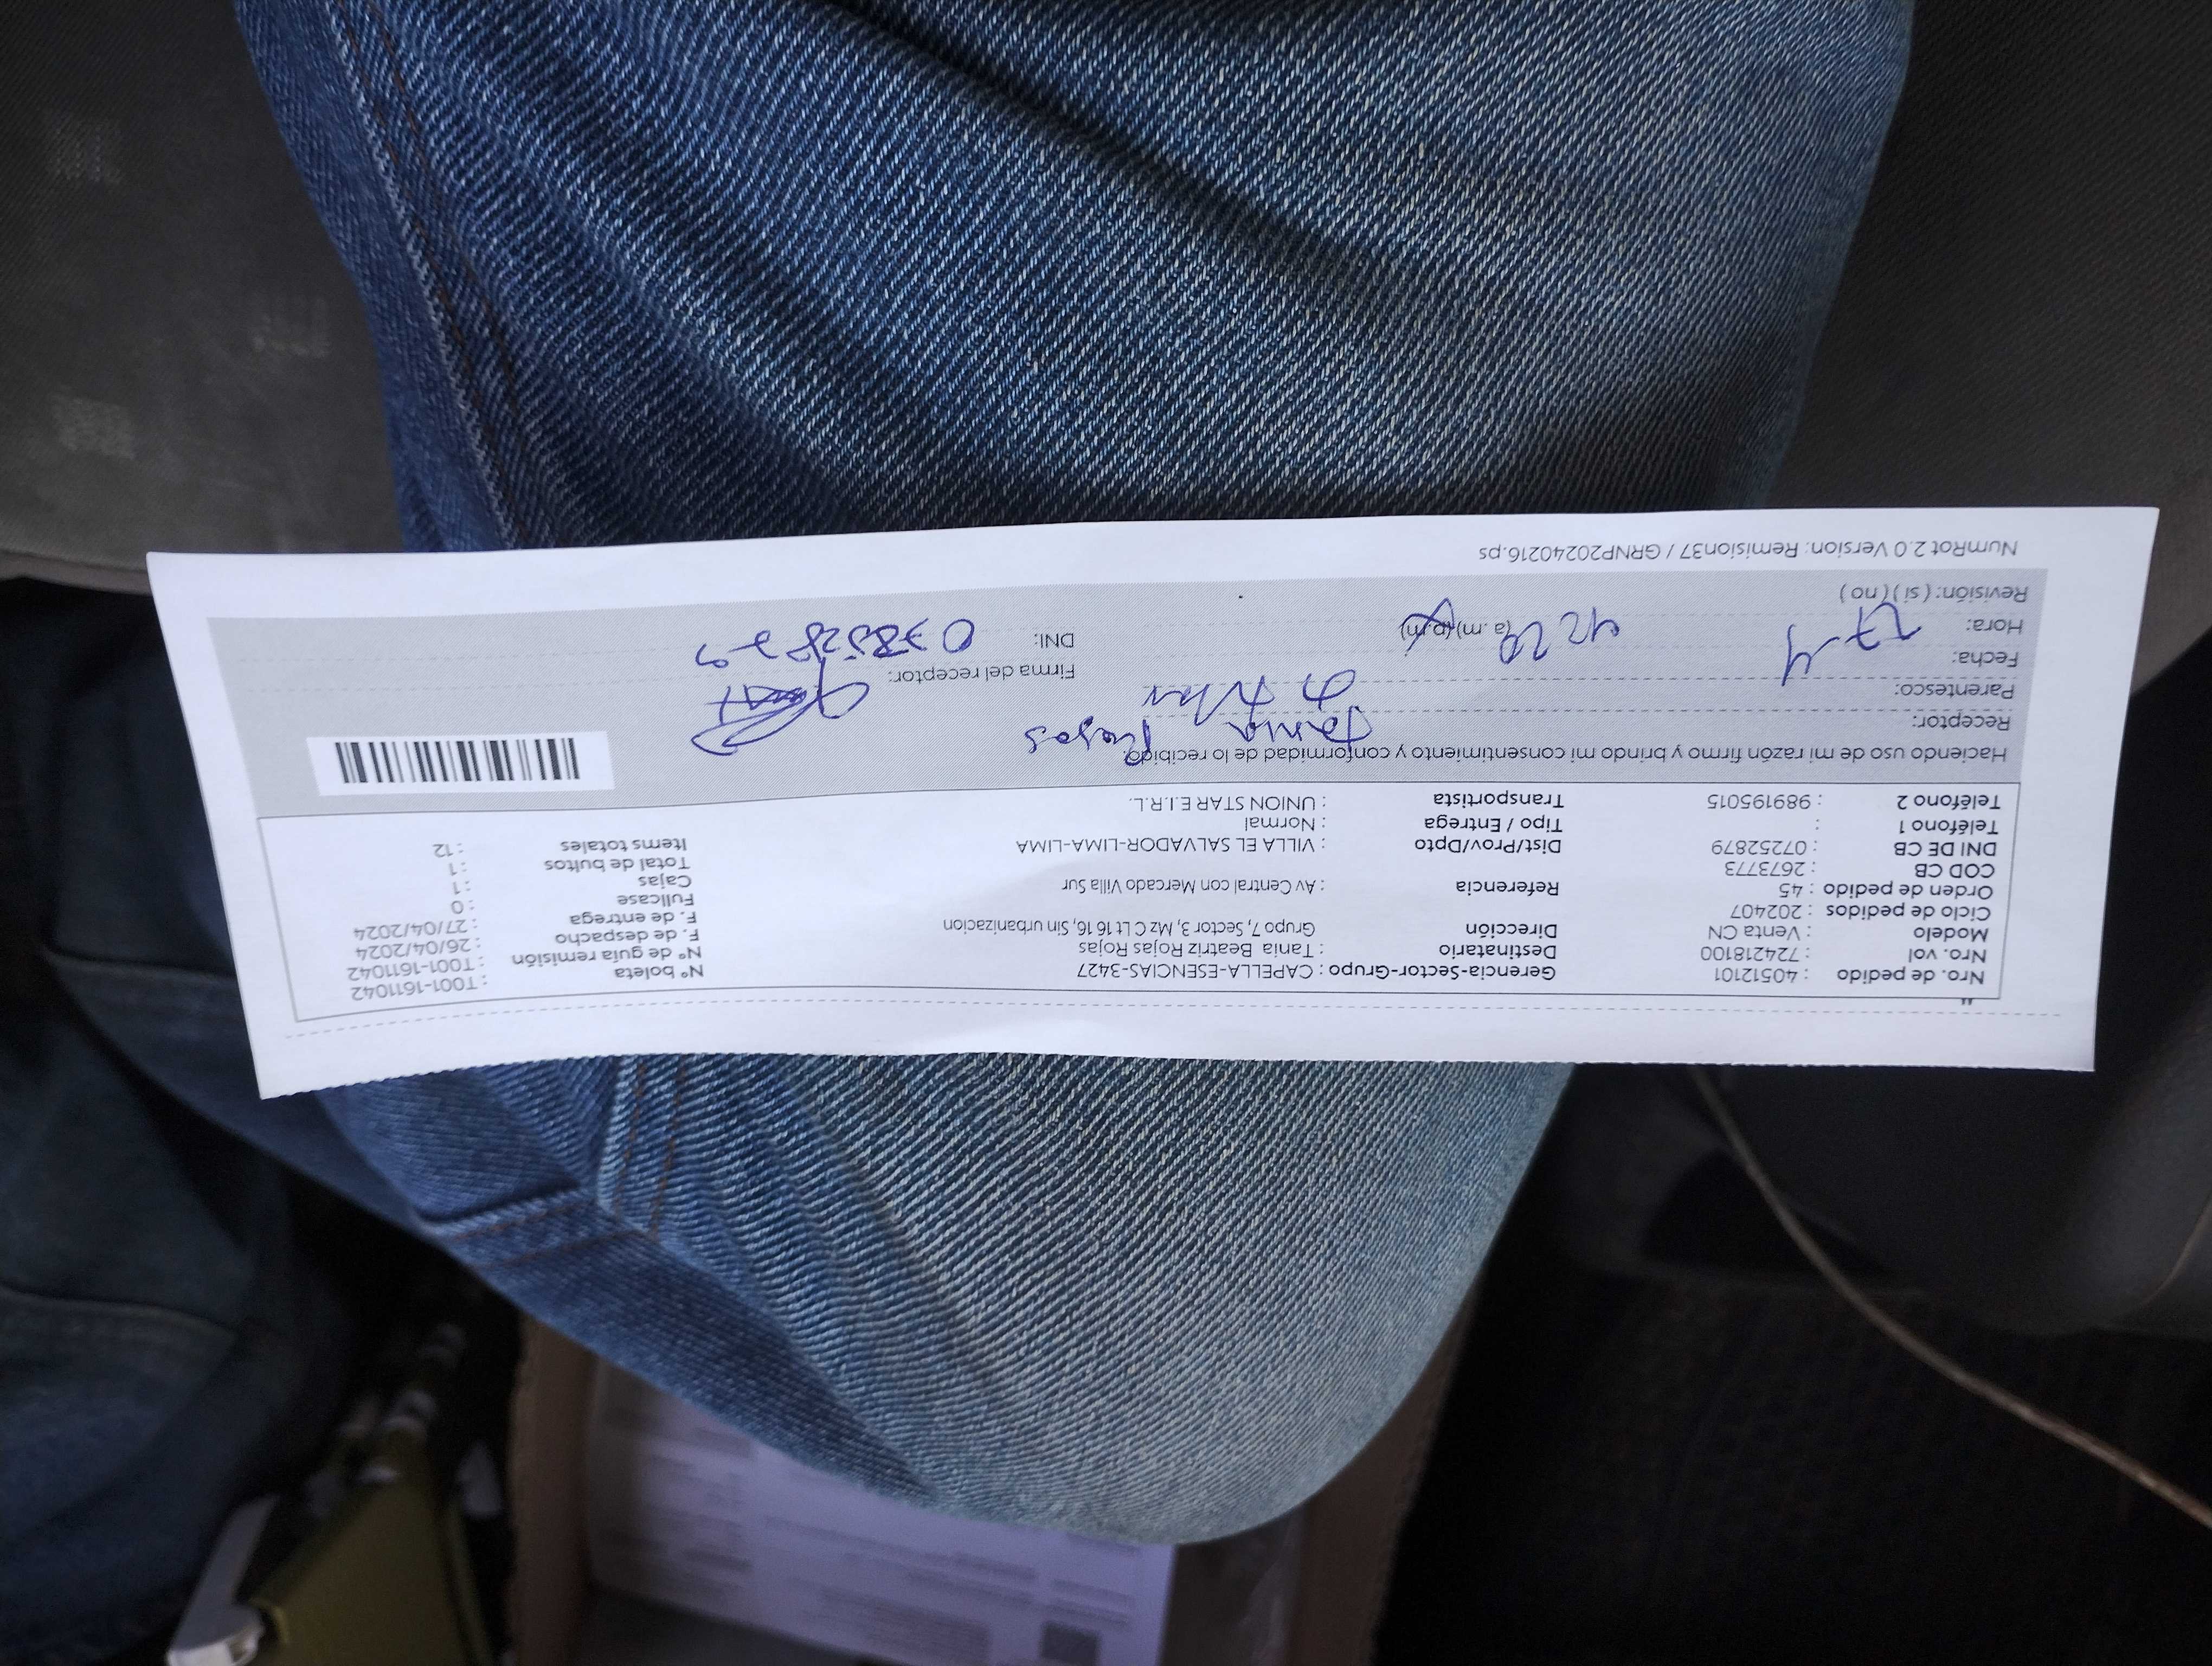 Nro. de pedido : 40512101 Gerencia-Sector-Grupo : CAPELLA-ESENCIAS-3427 N° boleta : T001-1611042
Nro. vol : 724218100 Destinatario : Tania Beatriz Rojas Rojas N° de guía remisión : T001-1611042
Modelo : Venta CN Dirección Grupo 7, Sector 3, Mz C Lt 16 16, Sin urbanizacion F. de despacho : 26/04/2024
Ciclo de pedidos : 202407 F. de entrega : 27/04/2024
Orden de pedido : 45 Referencia : Av Central con Mercado Villa Sur Fullcase : 0
COD CB : 2673773 Cajas : 1
DNI DE CB : 07252879 Dist/Prov/Dpto : VILLA EL SALVADOR-LIMA-LIMA Total de bultos : 1
Teléfono 1 : Tipo / Entrega : Normal Items totales : 12
Teléfono 2 : 989195015 Transportista : UNION STAR E.I.R.L.
Haciendo uso de mi razón firmo y brindo mi consentimiento y conformidad de lo recibido.
Receptor: Tania Rojas
Parentesco:
Fecha: 27-4 Firma del receptor:
Hora: (a.m)(p.m) DNI:
Revisión: (si)(no)
NumRot 2.0 Version: Remision37 / GRNP20240216.ps